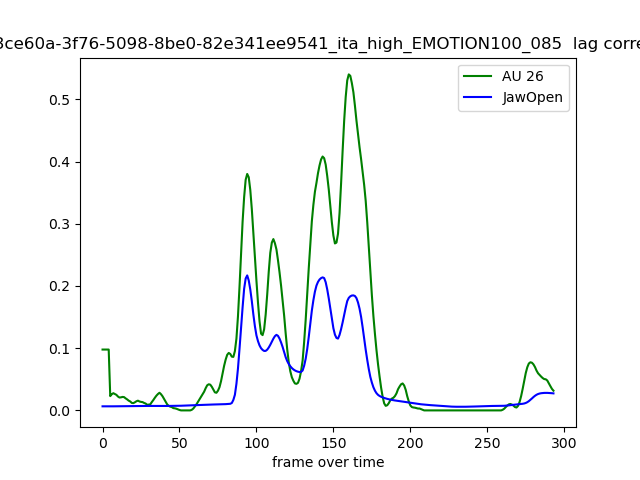 3ce60a-3f76-5098-8be0-82e341ee9541_ita_high_EMOTION100_085 lag corre
AU 26
JawOpen
0.5
0.4
0.3
0.2
0.1
0.0
0 50 100 150 200 250 300
frame over time